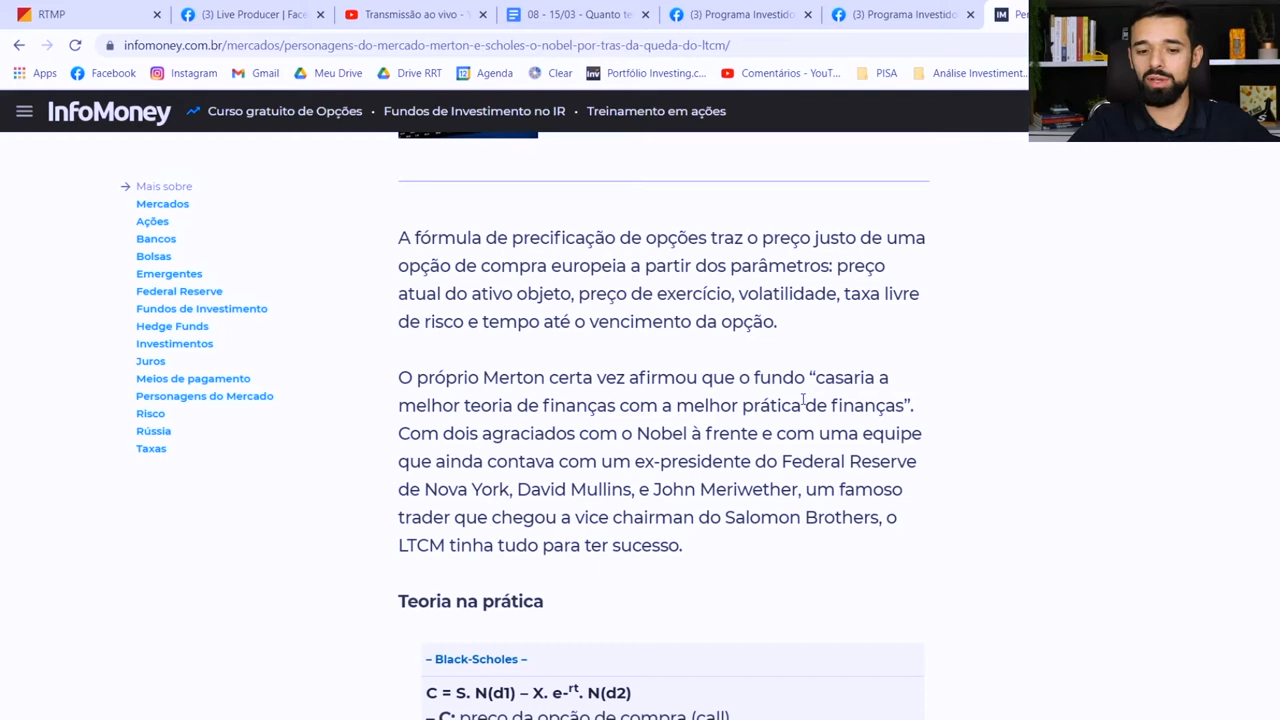 RTMP
(3) Live Producer | Face
Transmissão ao vivo - Y
08 - 15/03 - Quanto te
(3) Programa Investido
(3) Programa Investido
IM
Pe
infomoney.com.br/mercados/personagens-do-mercado-merton-e-scholes-o-nobel-por-tras-da-queda-do-ltcm/
Apps
Facebook
Instagram
Gmail
Meu Drive
Drive RRT
Agenda
Clear
Inv
Portfólio Investing.c...
Comentários - YouT...
PISA
Análise Investiment...
InfoMoney
Curso gratuito de Opções • Fundos de Investimento no IR • Treinamento em ações
Mais sobre
Mercados
Ações
Bancos
Bolsas
Emergentes
Federal Reserve
Fundos de Investimento
Hedge Funds
Investimentos
Juros
Meios de pagamento
Personagens do Mercado
Risco
Rússia
Taxas
A fórmula de precificação de opções traz o preço justo de uma
opção de compra europeia a partir dos parâmetros: preço
atual do ativo objeto, preço de exercício, volatilidade, taxa livre
de risco e tempo até o vencimento da opção.
O próprio Merton certa vez afirmou que o fundo “casaria a
melhor teoria de finanças com a melhor prática de finanças”.
Com dois agraciados com o Nobel à frente e com uma equipe
que ainda contava com um ex-presidente do Federal Reserve
de Nova York, David Mullins, e John Meriwether, um famoso
trader que chegou a vice chairman do Salomon Brothers, o
LTCM tinha tudo para ter sucesso.
Teoria na prática
– Black-Scholes –
C = S. N(d1) – X. e-rt. N(d2)
– C: preço da opção de compra (call)